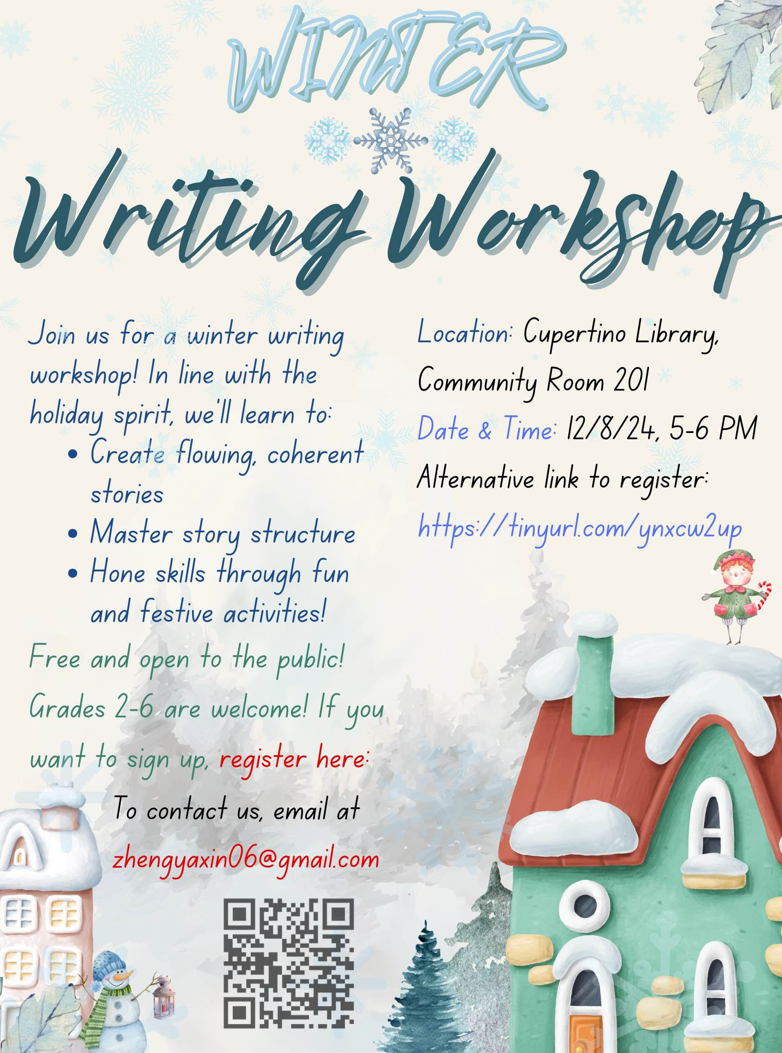 WINTER
Writing Workshop
Join us for a winter writing
workshop! In line with the
holiday spirit, we'll learn to:
• Create flowing, coherent
stories
• Master story structure
• Hone skills through fun
and festive activities!
Free and open to the public!
Grades 2-6 are welcome! If you
want to sign up, register here:
To contact us, email at
zhengyaxin06@gmail.com
Location: Cupertino Library,
Community Room 201
Date & Time: 12/8/24, 5-6 PM
Alternative link to register:
https://tinyurl.com/ynxcw2up